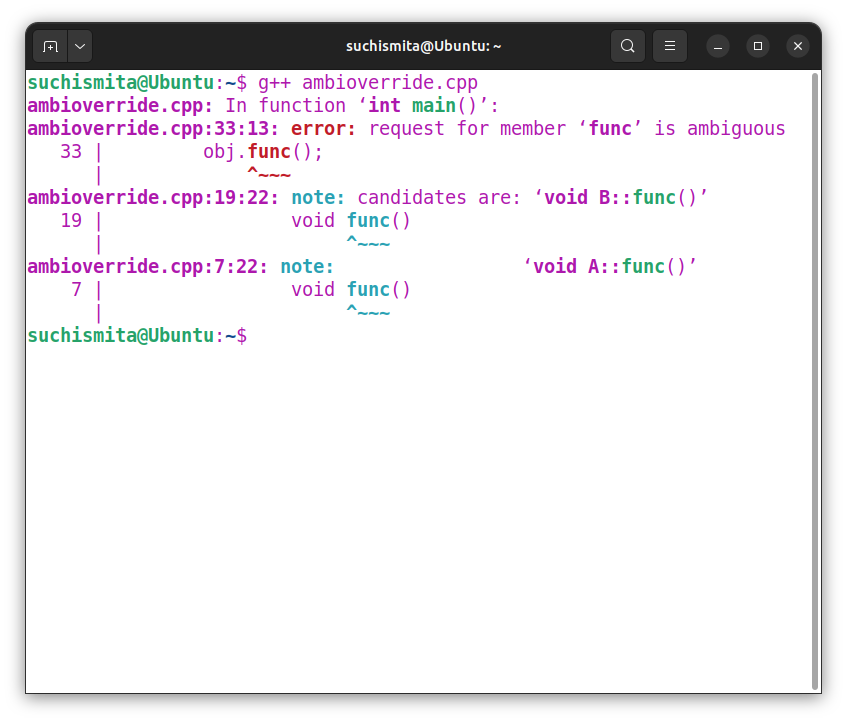 suchismita@Ubuntu: ~
suchismita@Ubuntu:~$ g++ ambioverride.cpp
ambioverride.cpp: In function ‘int main()’:
ambioverride.cpp:33:13: error: request for member ‘func’ is ambiguous
   33 |         obj.func();
      |             ^~~~
ambioverride.cpp:19:22: note: candidates are: ‘void B::func()’
   19 |                 void func()
      |                      ^~~~
ambioverride.cpp:7:22: note:                 ‘void A::func()’
    7 |                 void func()
      |                      ^~~~
suchismita@Ubuntu:~$